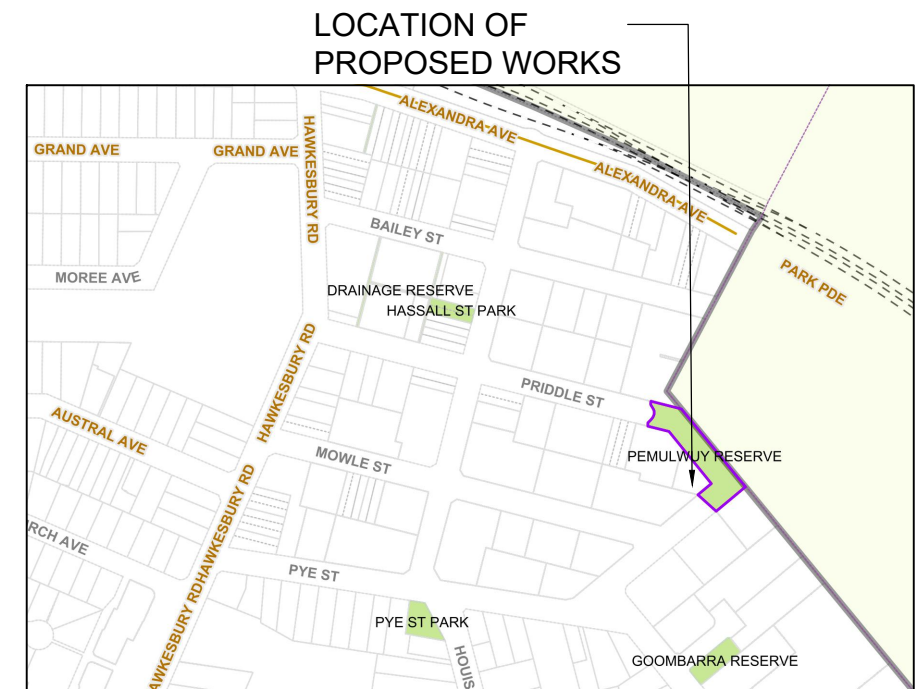 LOCATION OF
PROPOSED WORKS
ALEXANDRA-AVE
GRAND AVE
GRAND AVE
HAWKESBURY RD
ALEXANDRA-AVE
BAILEY ST
PARK PDE
MOREE AVE
DRAINAGE RESERVE
HASSALL ST PARK
HAWKESBURY RD
PRIDDLE ST
AUSTRAL AVE
MOWLE ST
PEMULWUY RESERVE
HAWKESBURY RD
RCH AVE
PYE ST
AWKESBURY RD
PYE ST PARK
HOUIS
GOOMBARRA RESERVE